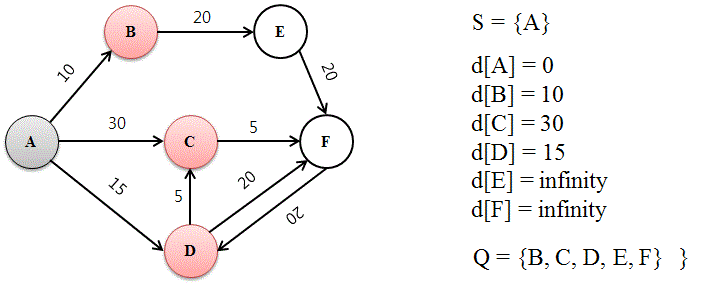 20
B
E
S = {A}
10
20
d[A] = 0
d[B] = 10
30
5
d[C] = 30
A
C
F
d[D] = 15
15
5
20
20
d[E] = infinity
d[F] = infinity
D
Q = {B, C, D, E, F} }